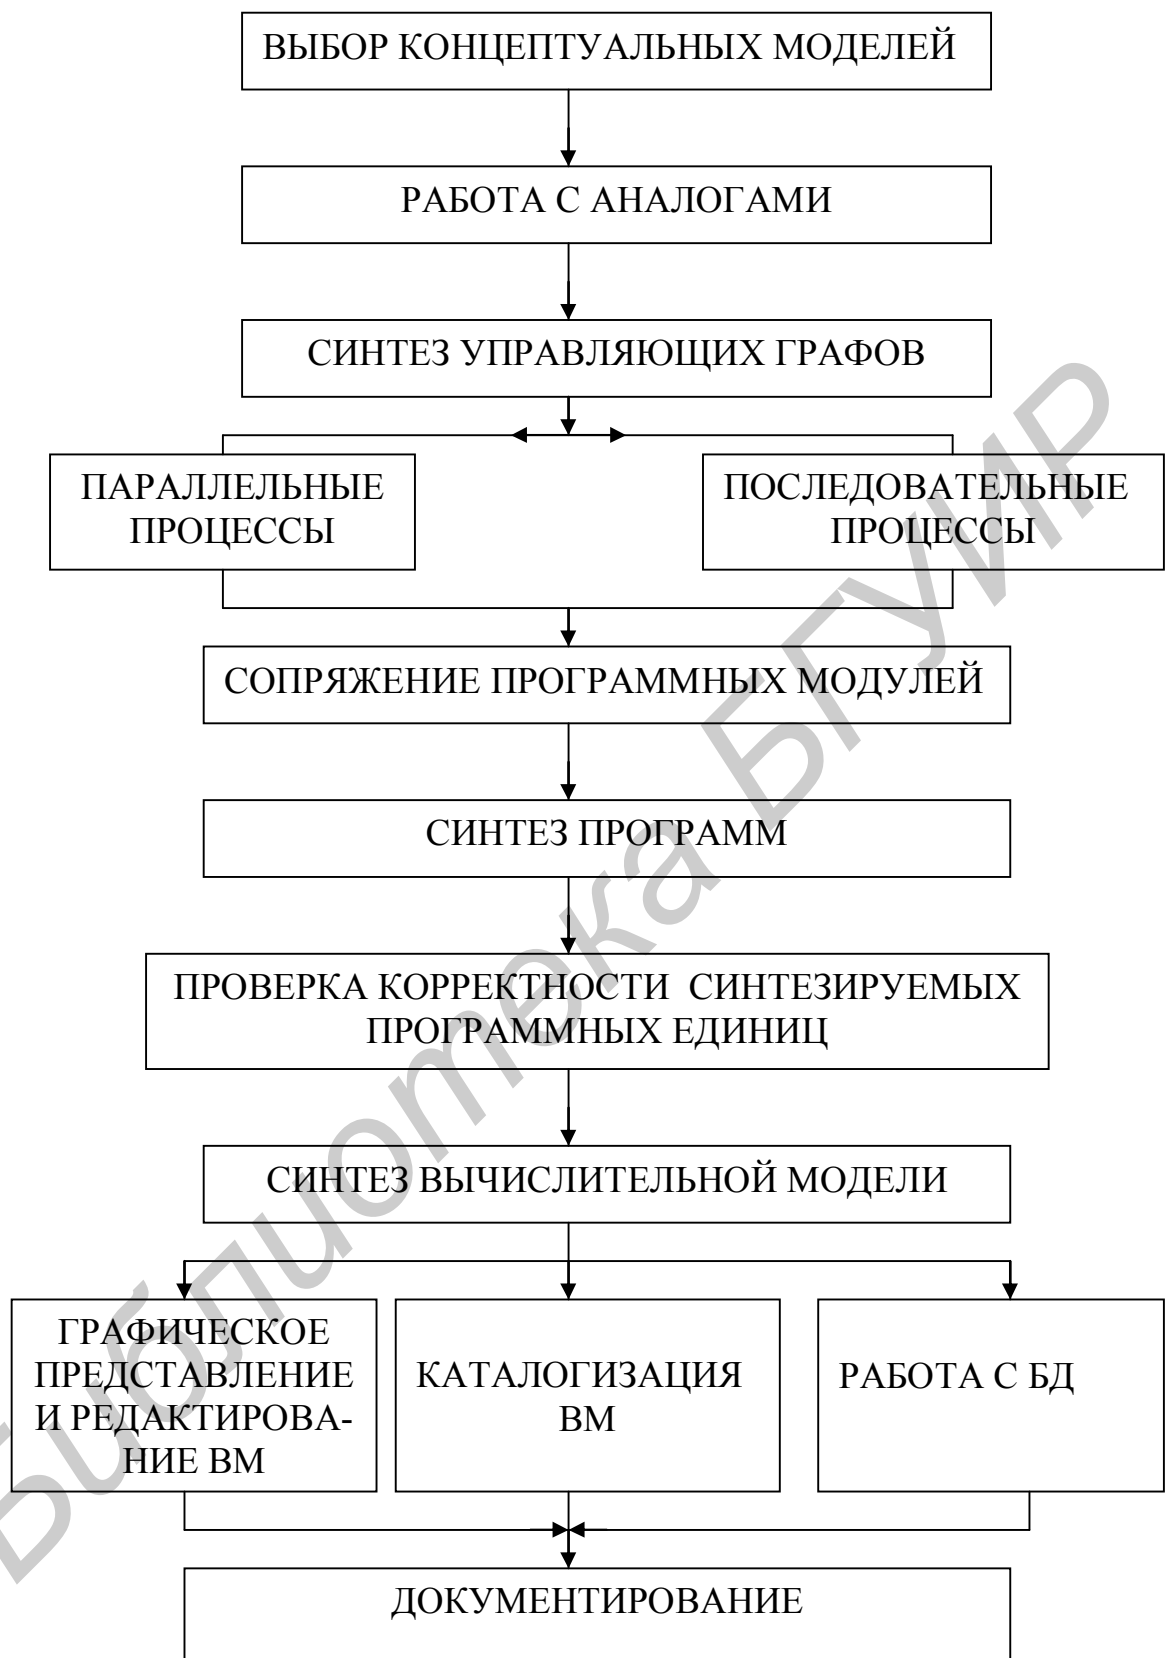 ВЫБОР КОНЦЕПТУАЛЬНЫХ МОДЕЛЕЙ
РАБОТА С АНАЛОГАМИ
СИНТЕЗ УПРАВЛЯЮЩИХ ГРАФОВ
ПАРАЛЛЕЛЬНЫЕ
ПРОЦЕССЫ
ПОСЛЕДОВАТЕЛЬНЫЕ
ПРОЦЕССЫ
СОПРЯЖЕНИЕ ПРОГРАММНЫХ МОДУЛЕЙ
СИНТЕЗ ПРОГРАММ
ПРОВЕРКА КОРРЕКТНОСТИ СИНТЕЗИРУЕМЫХ
ПРОГРАММНЫХ ЕДИНИЦ
СИНТЕЗ ВЫЧИСЛИТЕЛЬНОЙ МОДЕЛИ
ГРАФИЧЕСКОЕ
ПРЕДСТАВЛЕНИЕ
И РЕДАКТИРОВА-
НИЕ ВМ
КАТАЛОГИЗАЦИЯ
ВМ
РАБОТА С БД
ДОКУМЕНТИРОВАНИЕ
Библиотека БГУИР